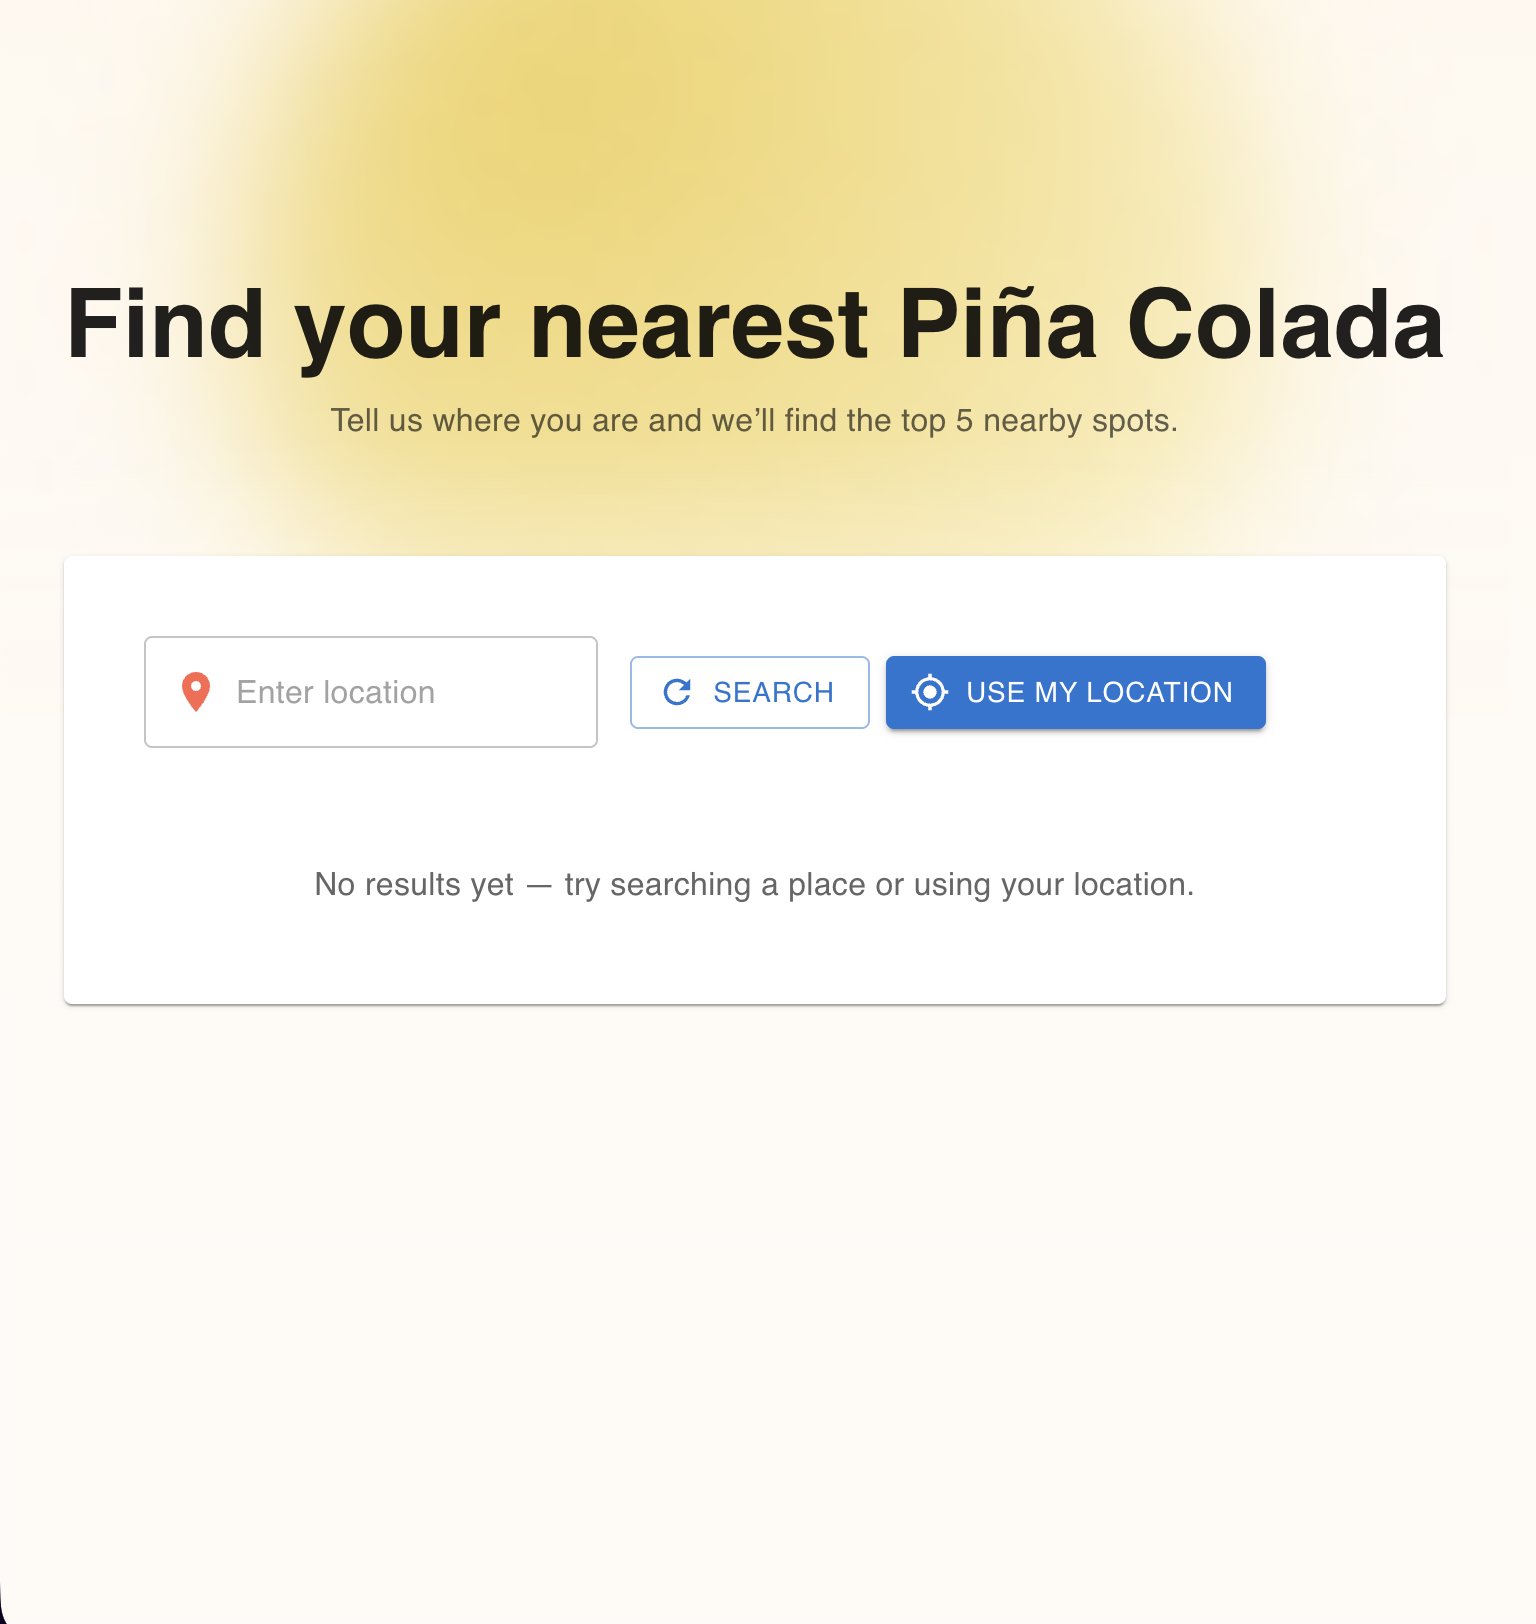 Find your nearest Piña Colada
Tell us where you are and we’ll find the top 5 nearby spots.
Enter location
SEARCH
USE MY LOCATION
No results yet — try searching a place or using your location.